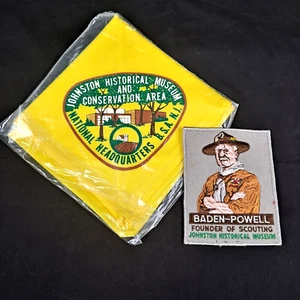 JOHNSTON HISTORICAL MUSEUM
AND
CONSERVATION AREA
NATIONAL HEADQUARTERS B.S.A. N.J.
BADEN-POWELL
FOUNDER OF SCOUTING
JOHNSTON HISTORICAL MUSEUM